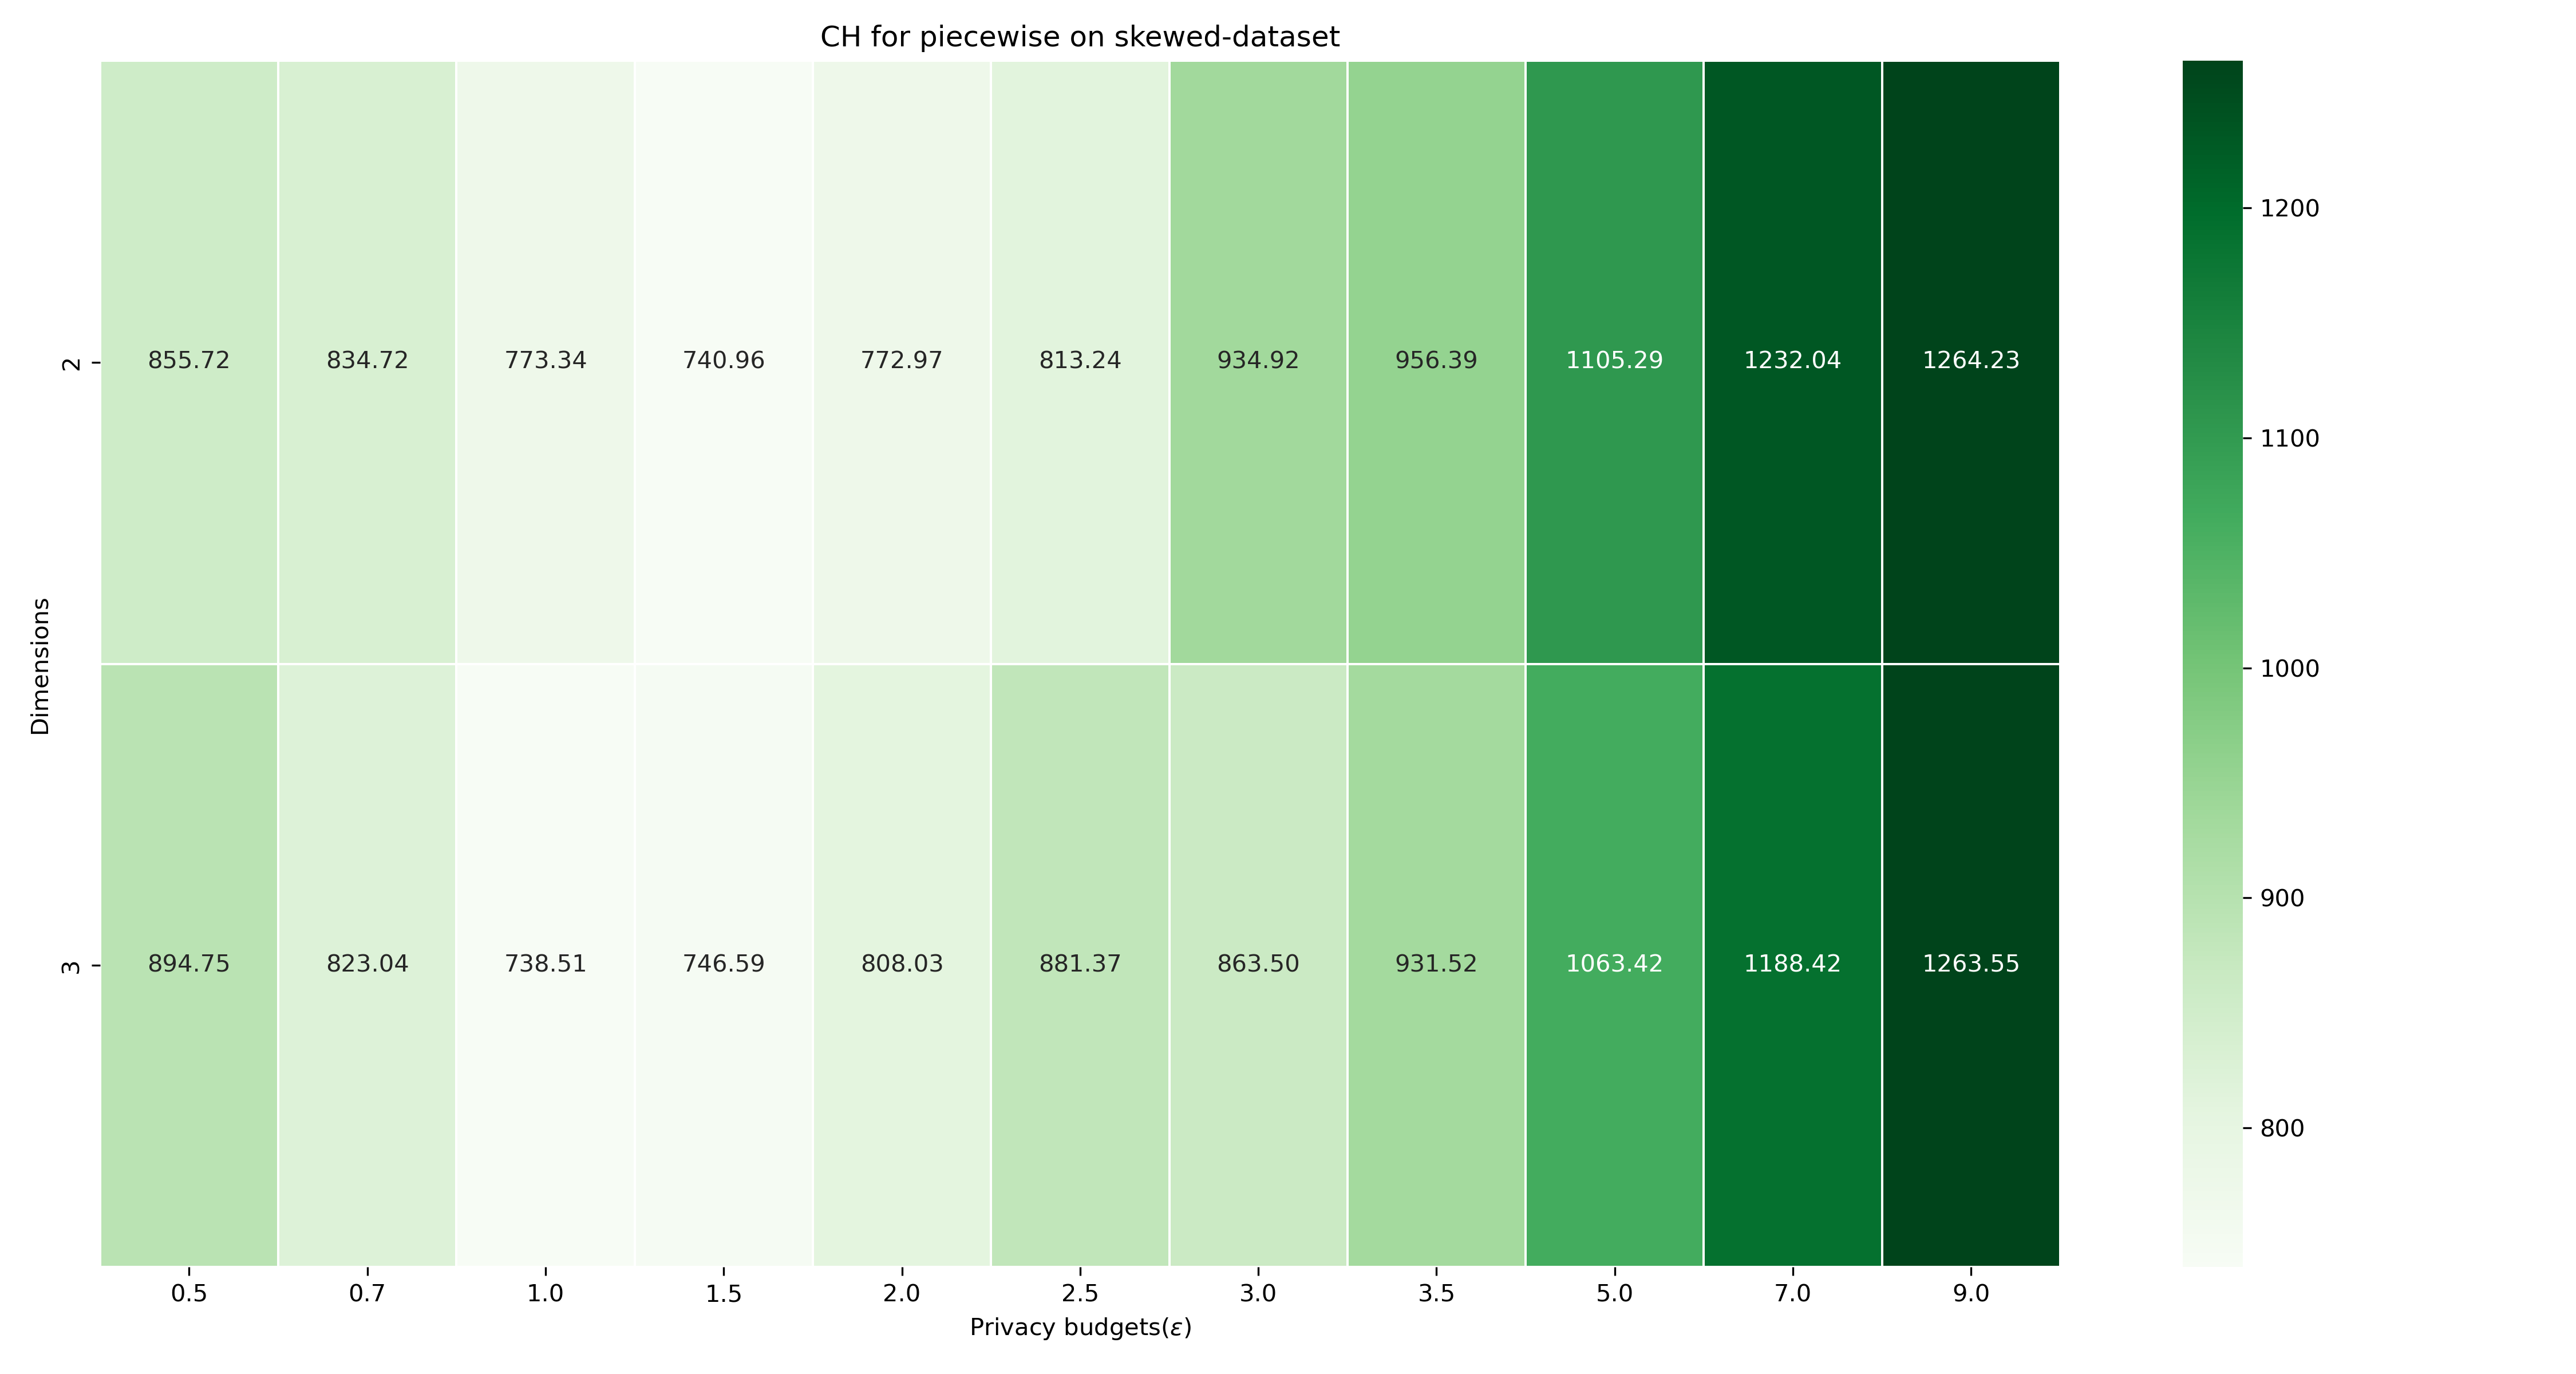 CH for piecewise on skewed-dataset
Dimensions
2
855.72 834.72 773.34 740.96 772.97 813.24 934.92 956.39 1105.29 1232.04 1264.23
3
894.75 823.04 738.51 746.59 808.03 881.37 863.50 931.52 1063.42 1188.42 1263.55
0.5 0.7 1.0 1.5 2.0 2.5 3.0 3.5 5.0 7.0 9.0
Privacy budgets(ε)
1200
1100
1000
900
800